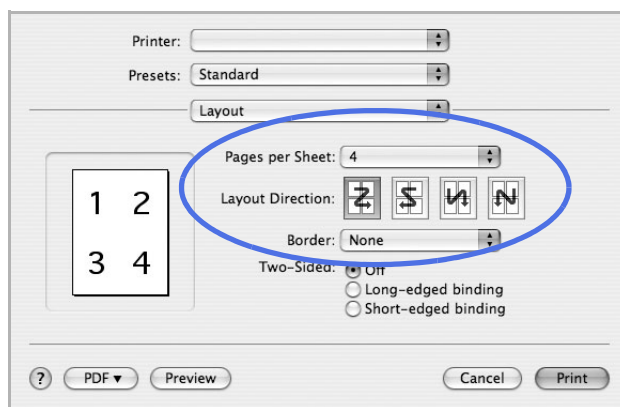 Printer:
Presets: Standard
Layout
Pages per Sheet: 4
Layout Direction:
Border: None
Two-Sided: Off
Long-edged binding
Short-edged binding
1 2
3 4
? PDF▼ Preview Cancel Print